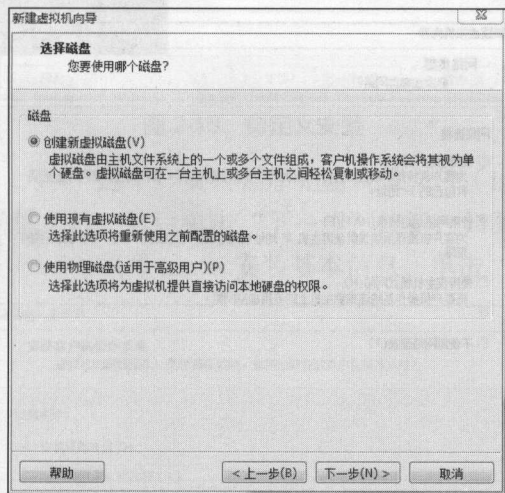 新建虚拟机向导
选择磁盘
您要使用哪个磁盘?
磁盘
创建新虚拟磁盘(V)
虚拟磁盘由主机文件系统上的一个或多个文件组成，客户机操作系统会将其视为单
个硬盘。虚拟磁盘可在一台主机上或多台主机之间轻松复制或移动。
使用现有虚拟磁盘(E)
选择此选项将重新使用之前配置的磁盘。
使用物理磁盘(适用于高级用户)(P)
选择此选项将为虚拟机提供直接访问本地硬盘的权限。
帮助 < 上一步(B) 下一步(N) > 取消